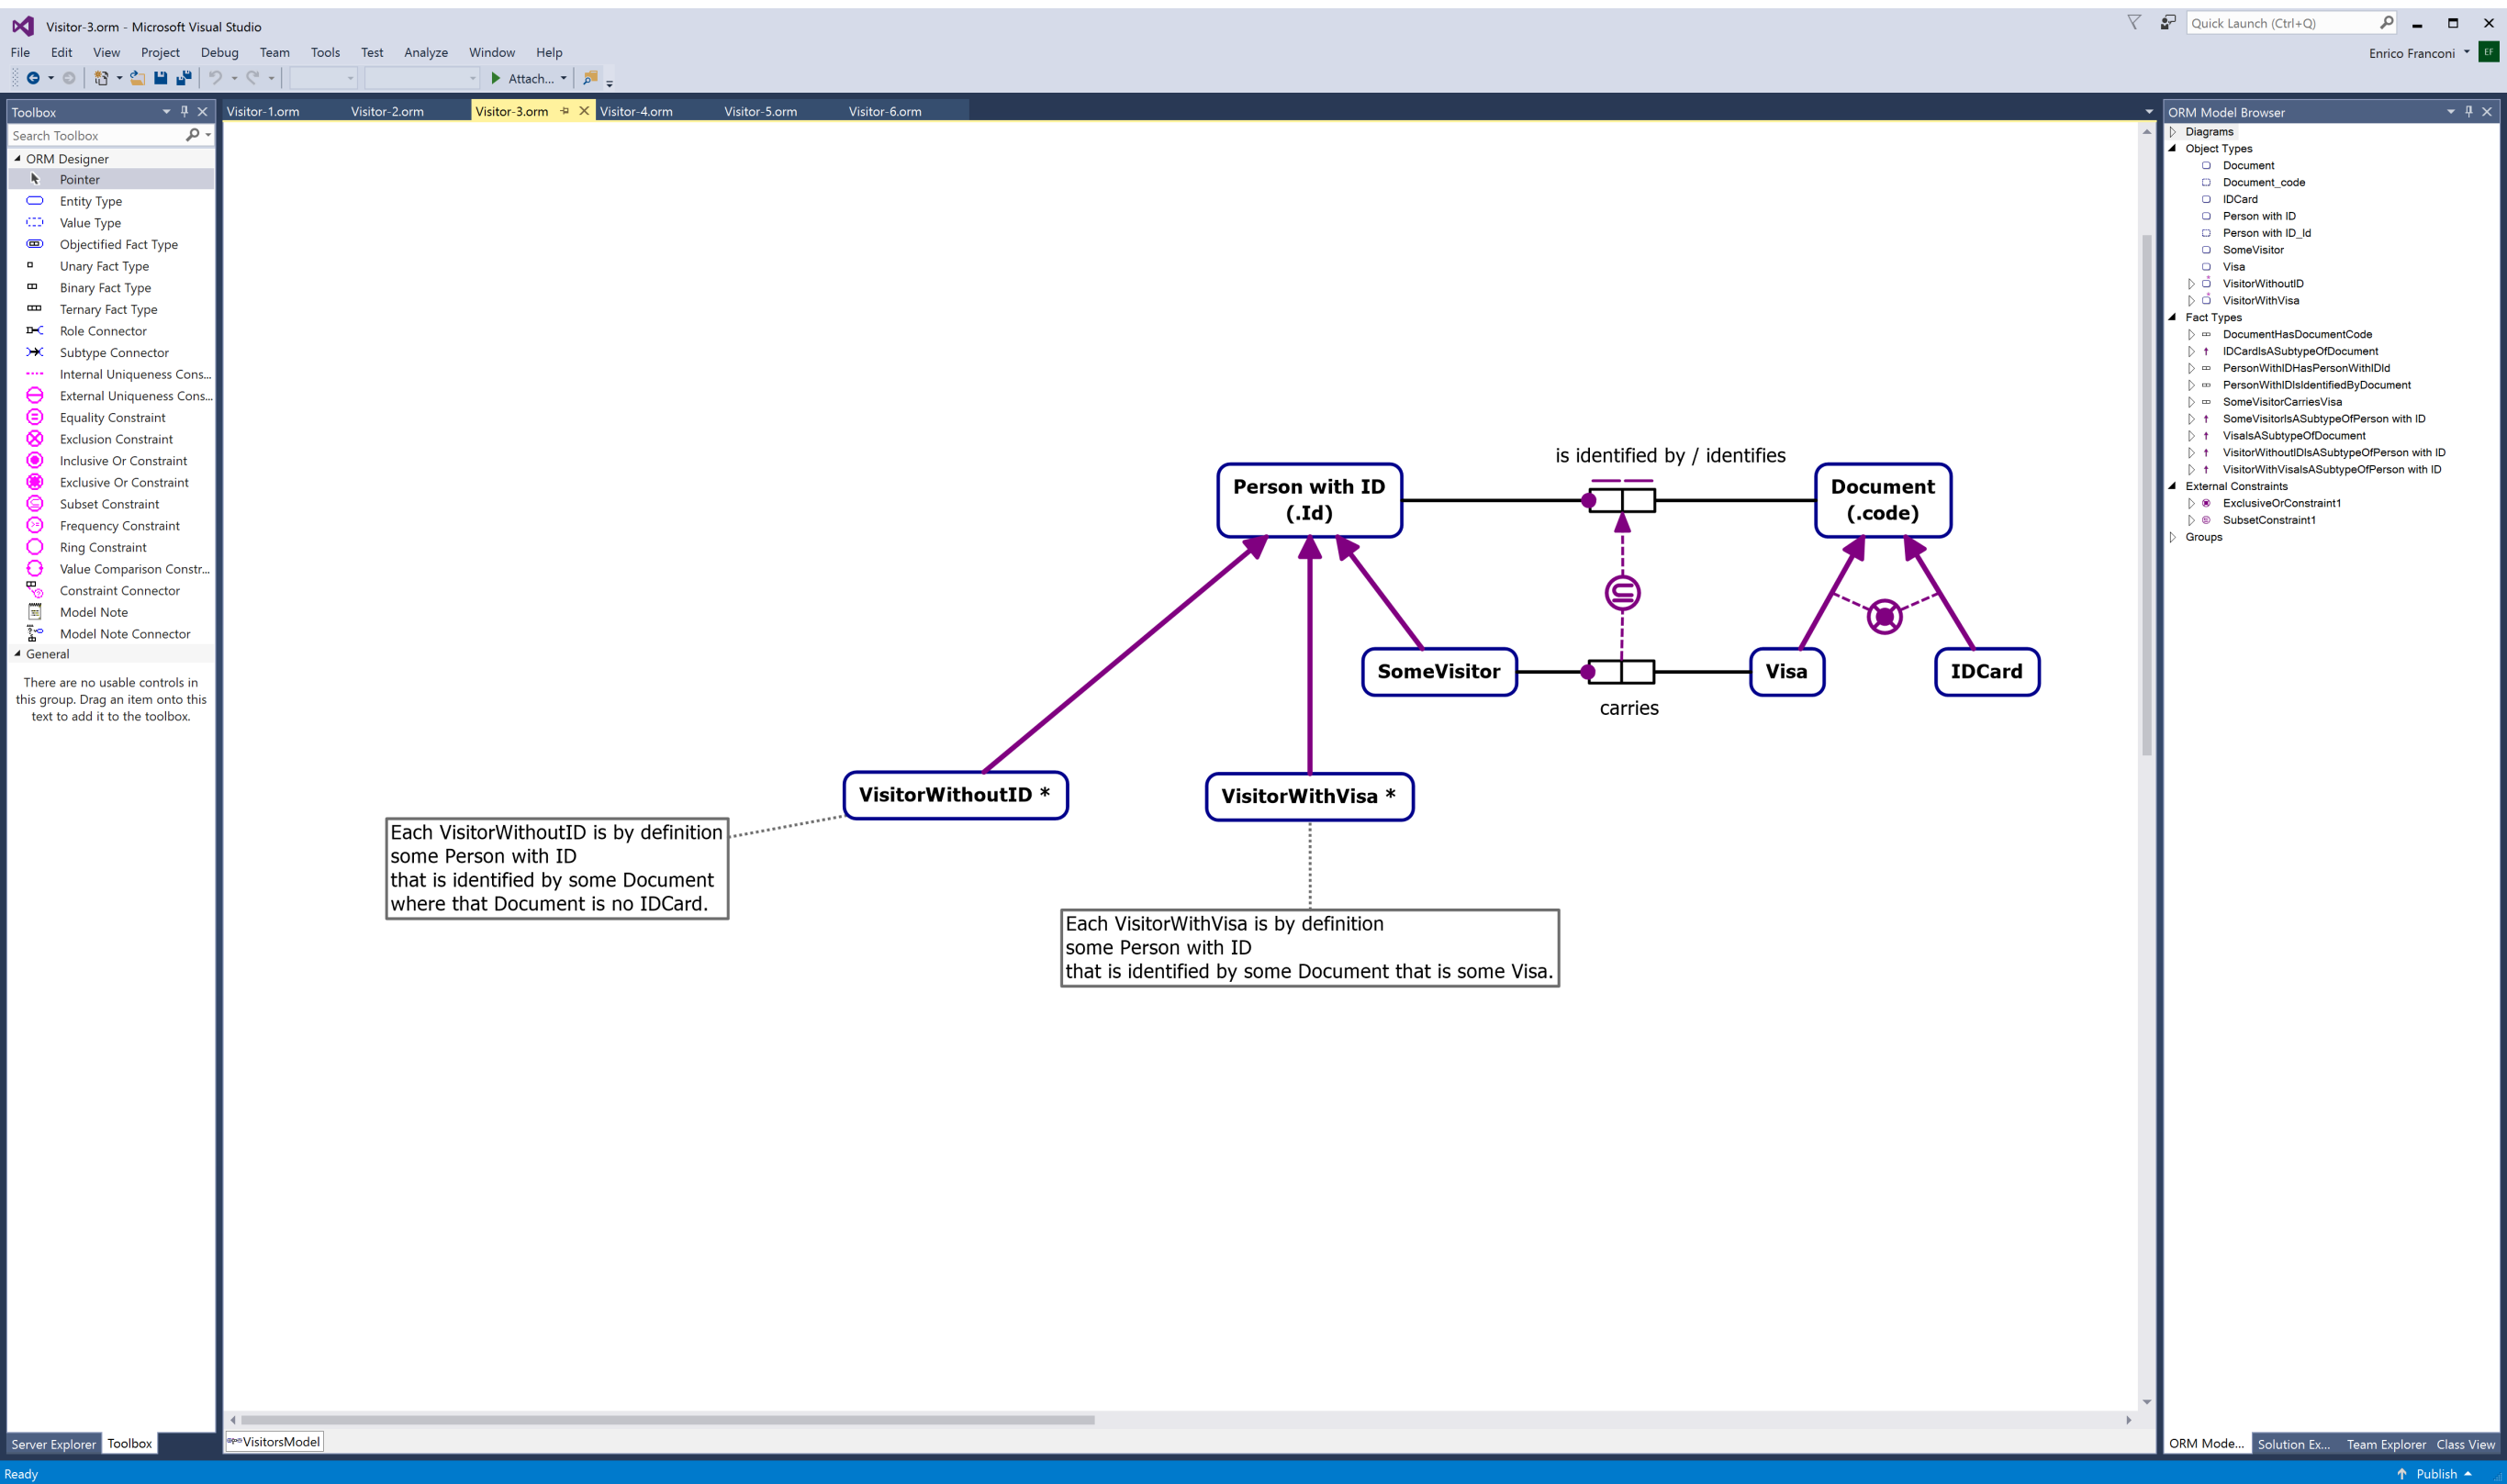 Visitor-3.orm - Microsoft Visual Studio
Quick Launch (Ctrl+Q)
File Edit View Project Debug Team Tools Test Analyze Window Help
Enrico Franconi
EF
Attach...
Toolbox
Search Toolbox
ORM Designer
Pointer
Entity Type
Value Type
Objectified Fact Type
Unary Fact Type
Binary Fact Type
Ternary Fact Type
Role Connector
Subtype Connector
Internal Uniqueness Cons...
External Uniqueness Cons...
Equality Constraint
Exclusion Constraint
Inclusive Or Constraint
Exclusive Or Constraint
Subset Constraint
Frequency Constraint
Ring Constraint
Value Comparison Constr...
Constraint Connector
Model Note
Model Note Connector
General
There are no usable controls in
this group. Drag an item onto this
text to add it to the toolbox.
Server Explorer Toolbox
Visitor-1.orm Visitor-2.orm Visitor-3.orm Visitor-4.orm Visitor-5.orm Visitor-6.orm
is identified by / identifies
Person with ID
(.Id)
Document
(.code)
SomeVisitor
Visa
IDCard
carries
VisitorWithoutID *
VisitorWithVisa *
Each VisitorWithoutID is by definition
some Person with ID
that is identified by some Document
where that Document is no IDCard.
Each VisitorWithVisa is by definition
some Person with ID
that is identified by some Document that is some Visa.
VisitorsModel
ORM Model Browser
Diagrams
Object Types
Document
Document_code
IDCard
Person with ID
Person with ID_Id
SomeVisitor
Visa
VisitorWithoutID
VisitorWithVisa
Fact Types
DocumentHasDocumentCode
IDCardIsASubtypeOfDocument
PersonWithIDHasPersonWithIDId
PersonWithIDIsIdentifiedByDocument
SomeVisitorCarriesVisa
SomeVisitorIsASubtypeOfPerson with ID
VisaIsASubtypeOfDocument
VisitorWithoutIDIsASubtypeOfPerson with ID
VisitorWithVisaIsASubtypeOfPerson with ID
External Constraints
ExclusiveOrConstraint1
SubsetConstraint1
Groups
ORM Mode... Solution Ex... Team Explorer Class View
Ready
Publish